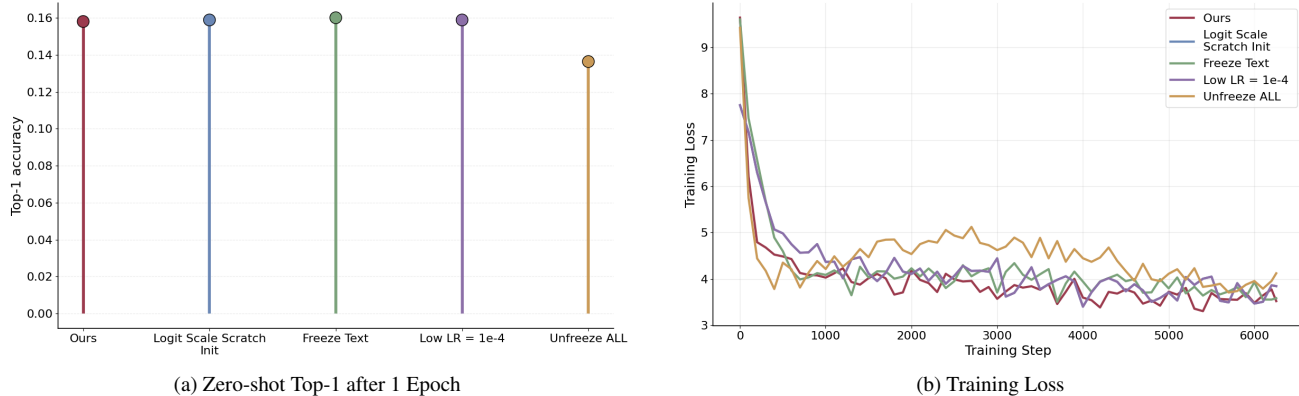 0.16
0.14
0.12
0.10
0.08
0.06
0.04
0.02
0.00
Top-1 accuracy
Ours
Logit Scale Scratch
Init
Freeze Text
Low LR = 1e-4
Unfreeze ALL
(a) Zero-shot Top-1 after 1 Epoch
9
8
7
6
5
4
3
Training Loss
Ours
Logit Scale
Scratch Init
Freeze Text
Low LR = 1e-4
Unfreeze ALL
0
1000
2000
3000
4000
5000
6000
Training Step
(b) Training Loss